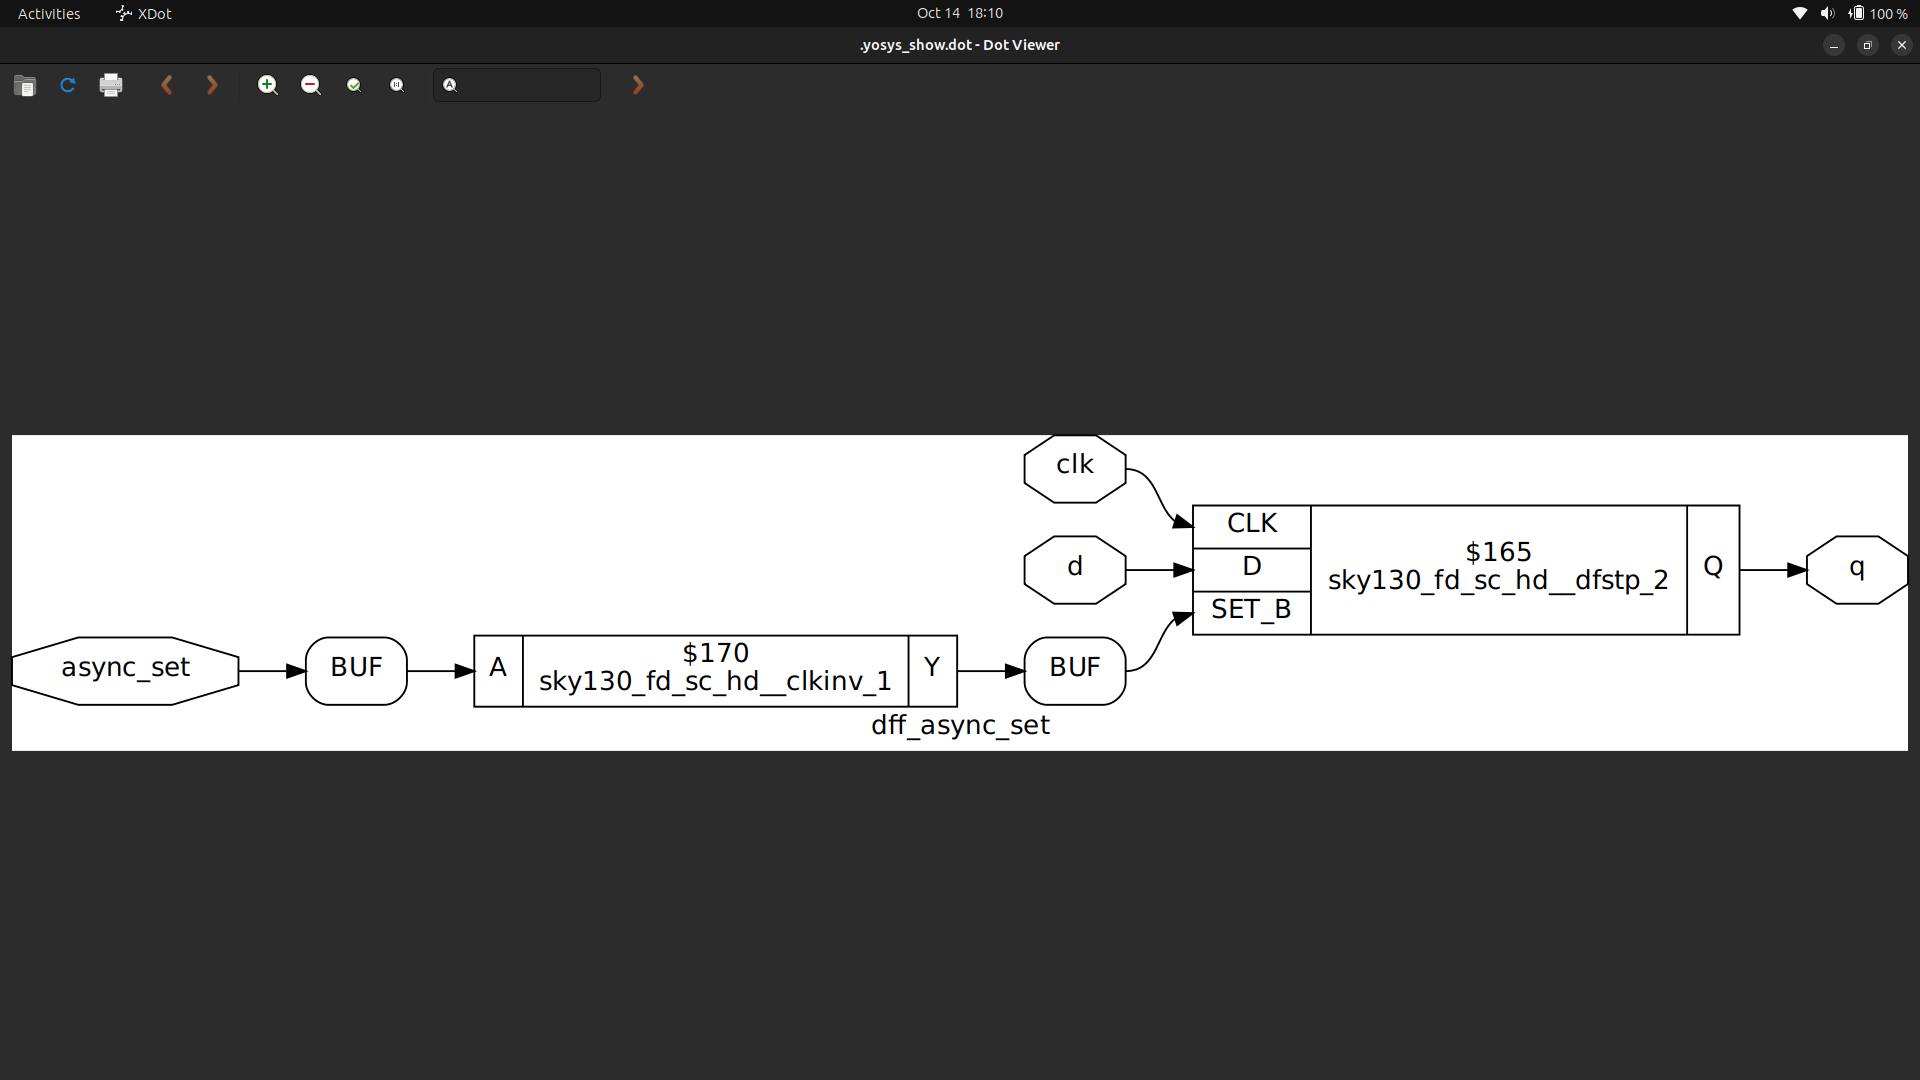 Activities
XDot
Oct 14 18:10
100 %
.yosys_show.dot - Dot Viewer
clk
CLK
d
D
$165
sky130_fd_sc_hd__dfstp_2
Q
q
SET_B
async_set
BUF
A
$170
sky130_fd_sc_hd__clkinv_1
Y
BUF
dff_async_set